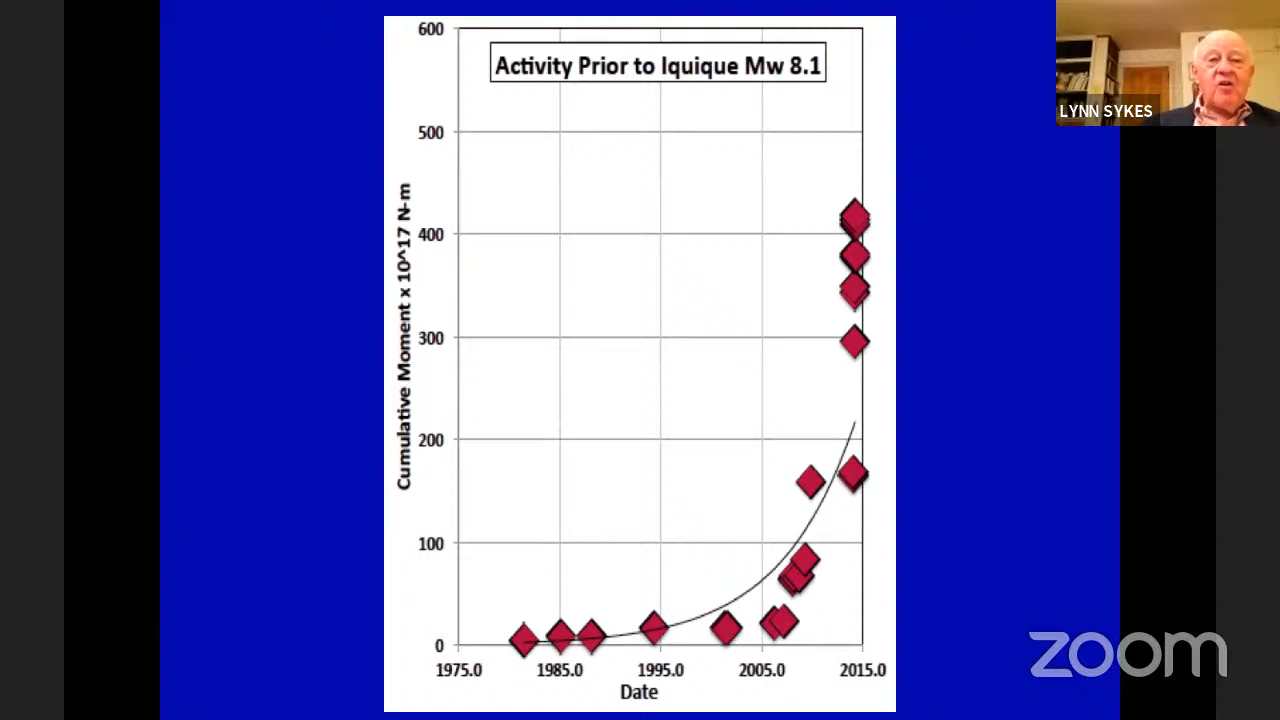 Activity Prior to Iquique Mw 8.1
600
500
400
300
200
100
0
Cumulative Moment x 10^17 N-m
1975.0 1985.0 1995.0 2005.0 2015.0
Date
LYNN SYKES
zoom